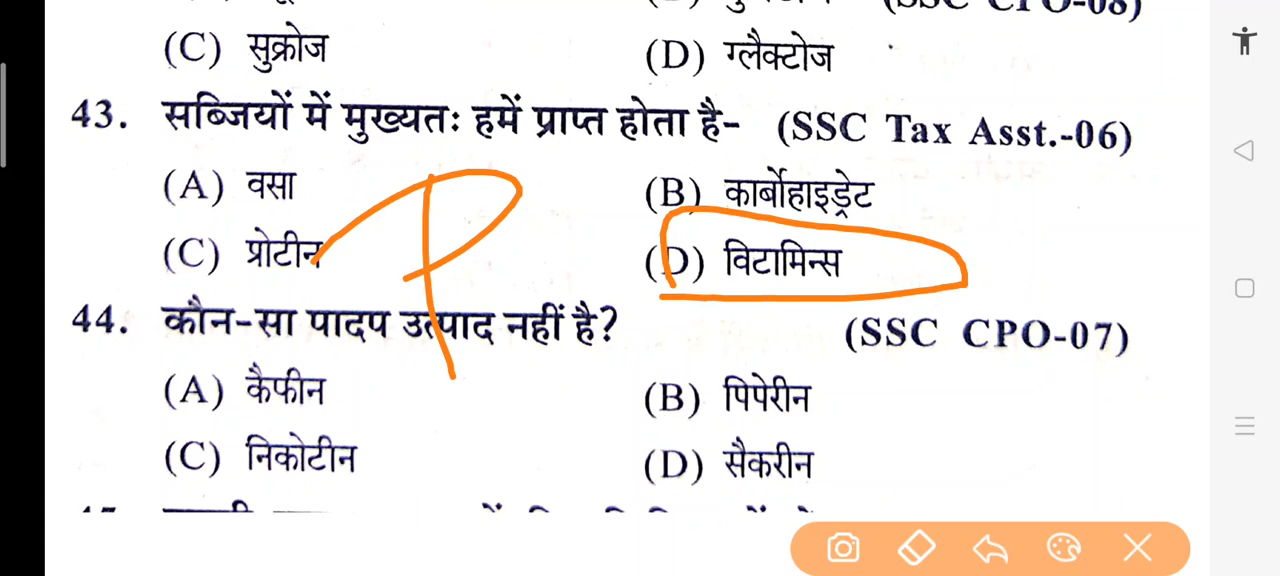 (C) सुक्रोज (D) ग्लैक्टोज
43. सब्जियों में मुख्यतः हमें प्राप्त होता है- (SSC Tax Asst.-06)
(A) वसा (B) कार्बोहाइड्रेट
(C) प्रोटीन (D) विटामिन्स
44. कौन-सा पादप उत्पाद नहीं है? (SSC CPO-07)
(A) कैफीन (B) पिपेरीन
(C) निकोटीन (D) सैकरीन